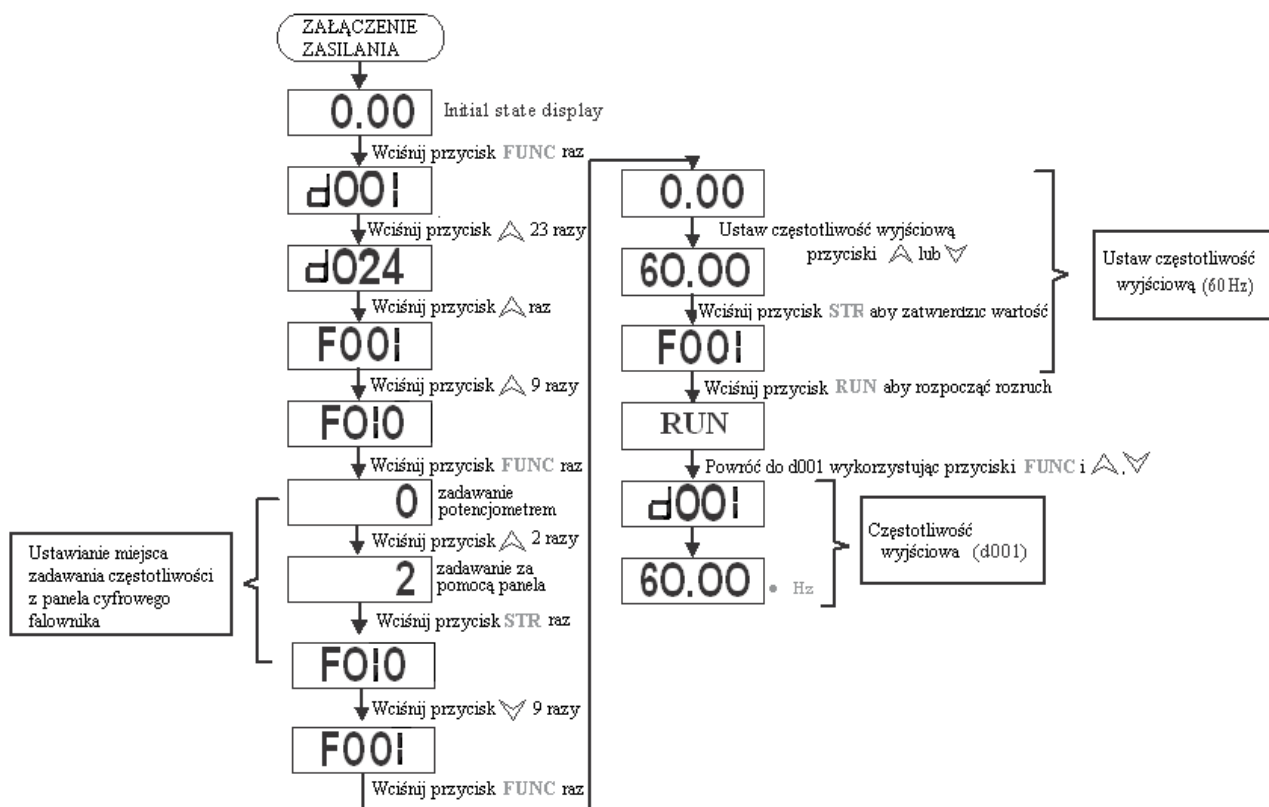 ZAŁĄCZENIE
ZASILANIA
0.00
Initial state display
Wciśnij przycisk FUNC raz
d001
Wciśnij przycisk 23 razy
d024
Wciśnij przycisk raz
F001
Wciśnij przycisk 9 razy
F010
Wciśnij przycisk FUNC raz
0
zadawanie
potencjometrem
Wciśnij przycisk 2 razy
2
zadawanie za
pomocą panela
Wciśnij przycisk STR raz
F010
Wciśnij przycisk 9 razy
F001
Wciśnij przycisk FUNC raz
Ustawianie miejsca
zadawania częstotliwości
z panela cyfrowego
falownika
0.00
Ustaw częstotliwość wyjściową
przyciski lub
60.00
Wciśnij przycisk STR aby zatwierdzic wartość
F001
Wciśnij przycisk RUN aby rozpocząć rozruch
RUN
Powróć do d001 wykorzystując przyciski FUNC i ,
d001
60.00
Hz
Ustaw częstotliwość
wyjściową (60 Hz)
Częstotliwość
wyjściowa (d001)